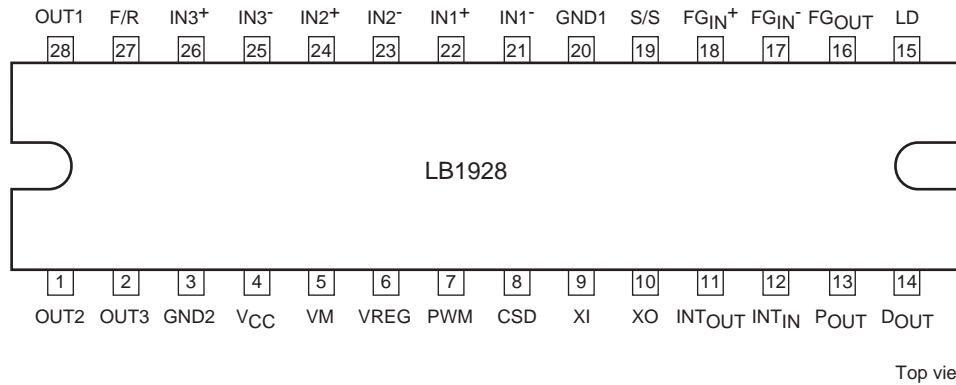 OUT1 F/R IN3+ IN3- IN2+ IN2- IN1+ IN1- GND1 S/S FGIN+ FGIN- FGOUT LD
28 27 26 25 24 23 22 21 20 19 18 17 16 15
LB1928
1 2 3 4 5 6 7 8 9 10 11 12 13 14
OUT2 OUT3 GND2 VCC VM VREG PWM CSD XI XO INTOUT INTIN POUT DOUT
Top vie